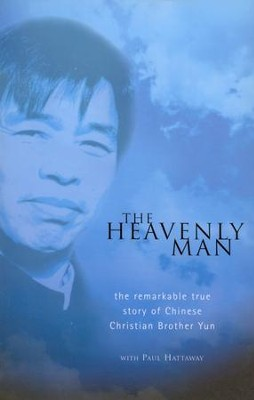 THE
HEAVENLY
MAN
the remarkable true
story of Chinese
Christian Brother Yun
WITH PAUL HATTAWAY